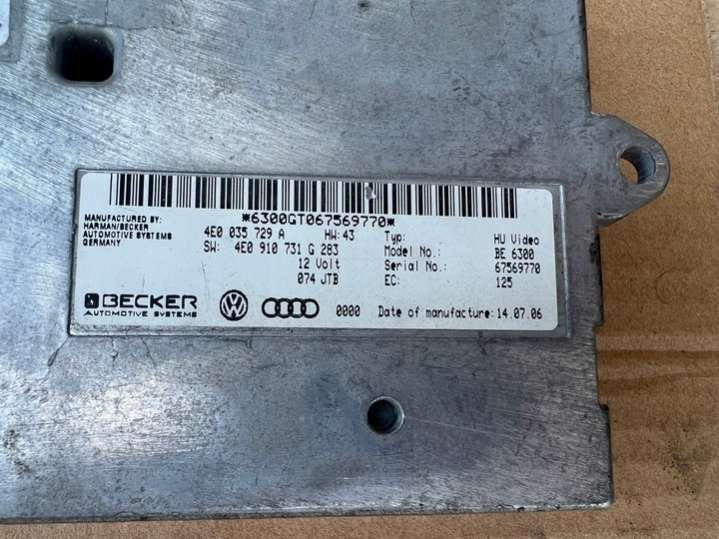 *6300GT067569770*
MANUFACTURED BY:
HARMAN/BECKER
AUTOMOTIVE SYSTEMS
GERMANY
4E0 035 729 A HW:43
SW: 4E0 910 731 G 283
12 Volt
074 JTB
Typ: HU Video
Model No.: BE 6300
Serial No.: 67569770
EC: 125
BECKER
AUTOMOTIVE SYSTEMS
VW
0000
Date of manufacture: 14.07.06